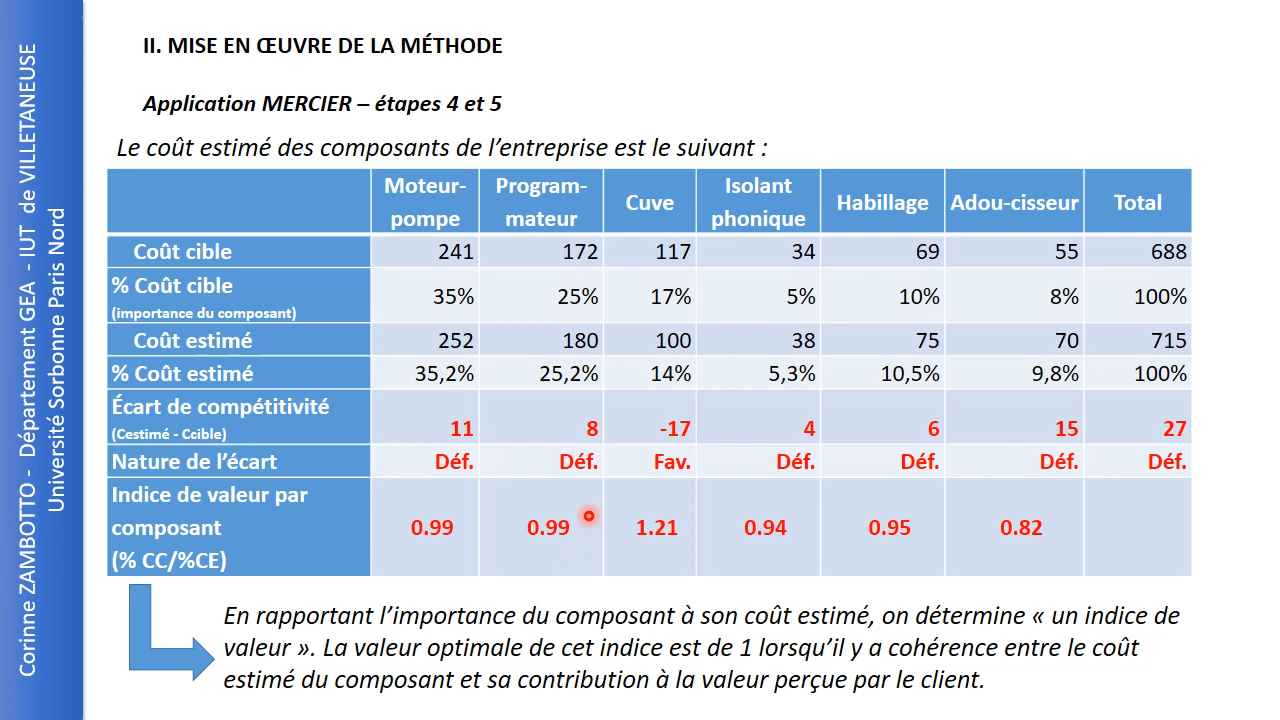 Corinne ZAMBOTTO - Département GEA - IUT de VILLETANEUSE
Université Sorbonne Paris Nord
II. MISE EN ŒUVRE DE LA MÉTHODE
Application MERCIER – étapes 4 et 5
Le coût estimé des composants de l’entreprise est le suivant :
Moteur-pompe Program-mateur Cuve Isolant phonique Habillage Adou-cisseur Total
Coût cible 241 172 117 34 69 55 688
% Coût cible (importance du composant) 35% 25% 17% 5% 10% 8% 100%
Coût estimé 252 180 100 38 75 70 715
% Coût estimé 35,2% 25,2% 14% 5,3% 10,5% 9,8% 100%
Écart de compétitivité (Cestimé - Ccible) 11 8 -17 4 6 15 27
Nature de l’écart Déf. Déf. Fav. Déf. Déf. Déf. Déf.
Indice de valeur par composant (% CC/%CE) 0.99 0.99 1.21 0.94 0.95 0.82
En rapportant l’importance du composant à son coût estimé, on détermine « un indice de
valeur ». La valeur optimale de cet indice est de 1 lorsqu’il y a cohérence entre le coût
estimé du composant et sa contribution à la valeur perçue par le client.